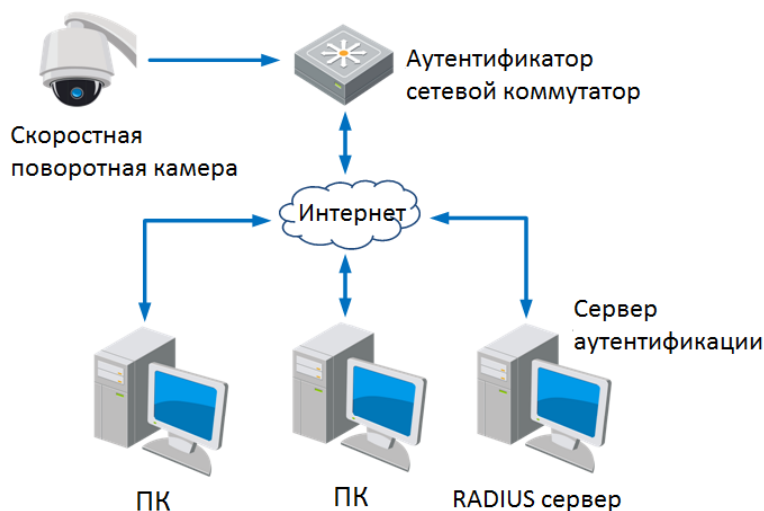 Аутентификатор
сетевой коммутатор
Скоростная
поворотная камера
Интернет
Сервер
аутентификации
ПК
ПК
RADIUS сервер